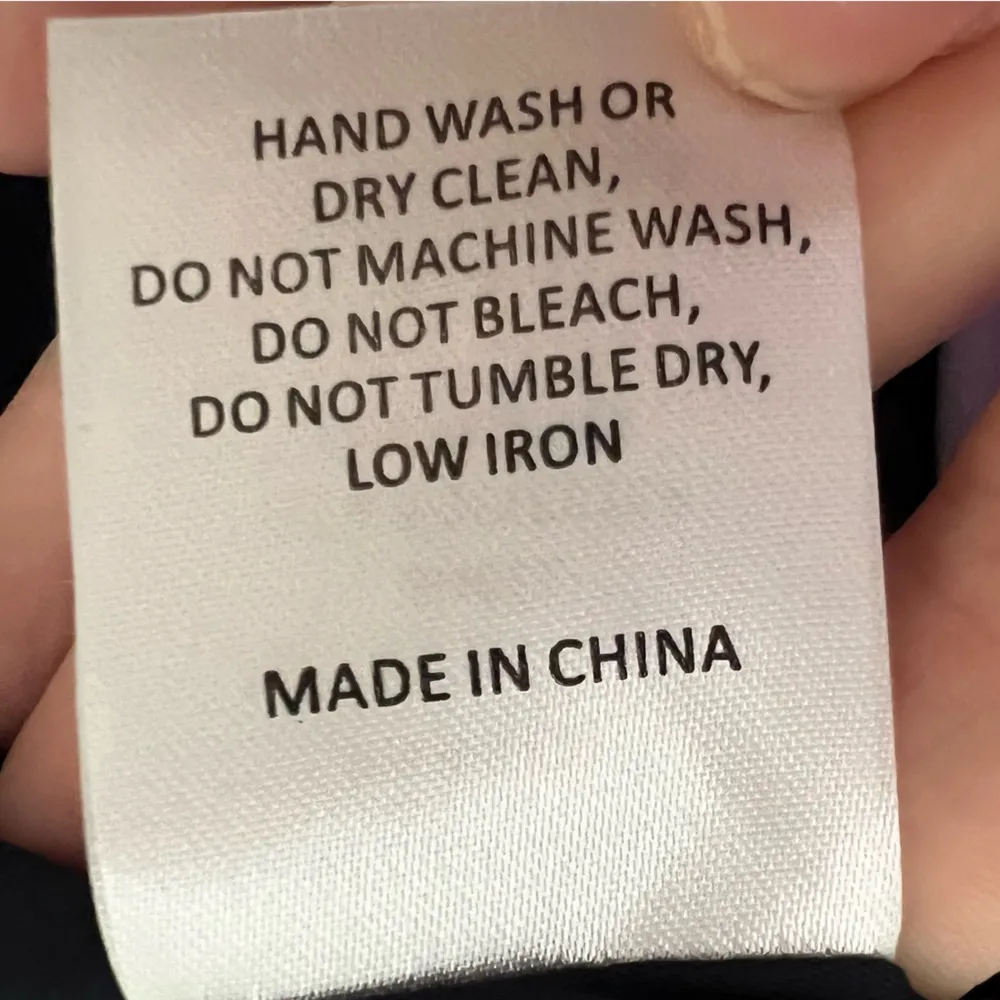 HAND WASH OR
DRY CLEAN,
DO NOT MACHINE WASH,
DO NOT BLEACH,
DO NOT TUMBLE DRY,
LOW IRON
MADE IN CHINA